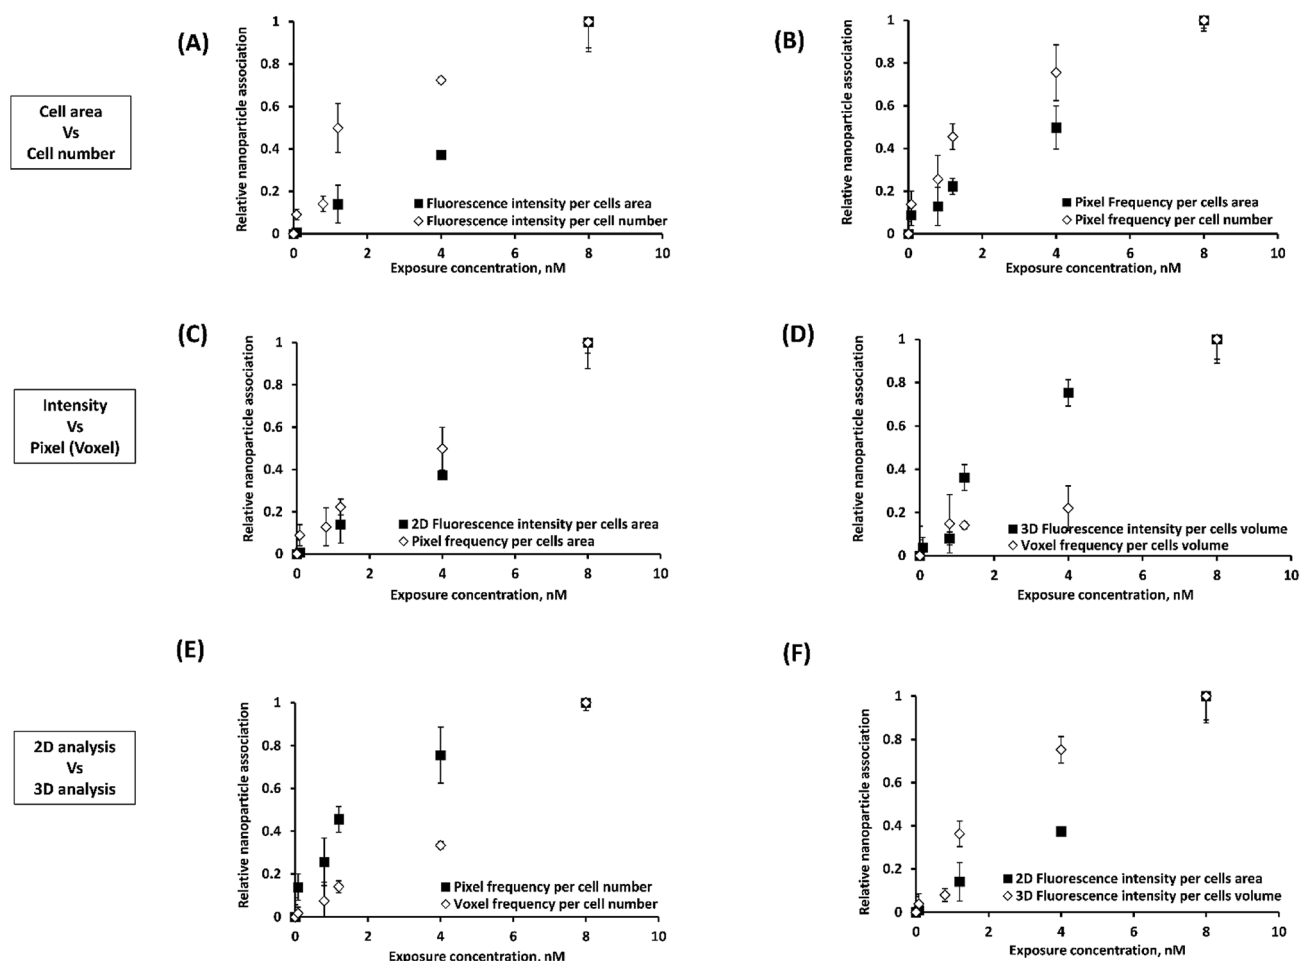 Cell area
Vs
Cell number
(A)
Relative nanoparticle association
1
0.8
0.6
0.4
0.2
0
Fluorescence intensity per cells area
Fluorescence intensity per cell number
0 2 4 6 8 10
Exposure concentration, nM
(B)
Relative nanoparticle association
1
0.8
0.6
0.4
0.2
0
Pixel Frequency per cells area
Pixel frequency per cell number
0 2 4 6 8 10
Exposure concentration, nM
Intensity
Vs
Pixel (Voxel)
(C)
Relative nanoparticle association
1
0.8
0.6
0.4
0.2
0
2D Fluorescence intensity per cells area
Pixel frequency per cells area
0 2 4 6 8 10
Exposure concentration, nM
(D)
Relative nanoparticle association
1
0.8
0.6
0.4
0.2
0
3D Fluorescence intensity per cells volume
Voxel frequency per cells volume
0 2 4 6 8 10
Exposure concentration, nM
2D analysis
Vs
3D analysis
(E)
Relative nanoparticle association
1
0.8
0.6
0.4
0.2
0
Pixel frequency per cell number
Voxel frequency per cell number
0 2 4 6 8 10
Exposure concentration, nM
(F)
Relative nanoparticle association
1
0.8
0.6
0.4
0.2
0
2D Fluorescence intensity per cells area
3D Fluorescence intensity per cells volume
0 2 4 6 8 10
Exposure concentration, nM